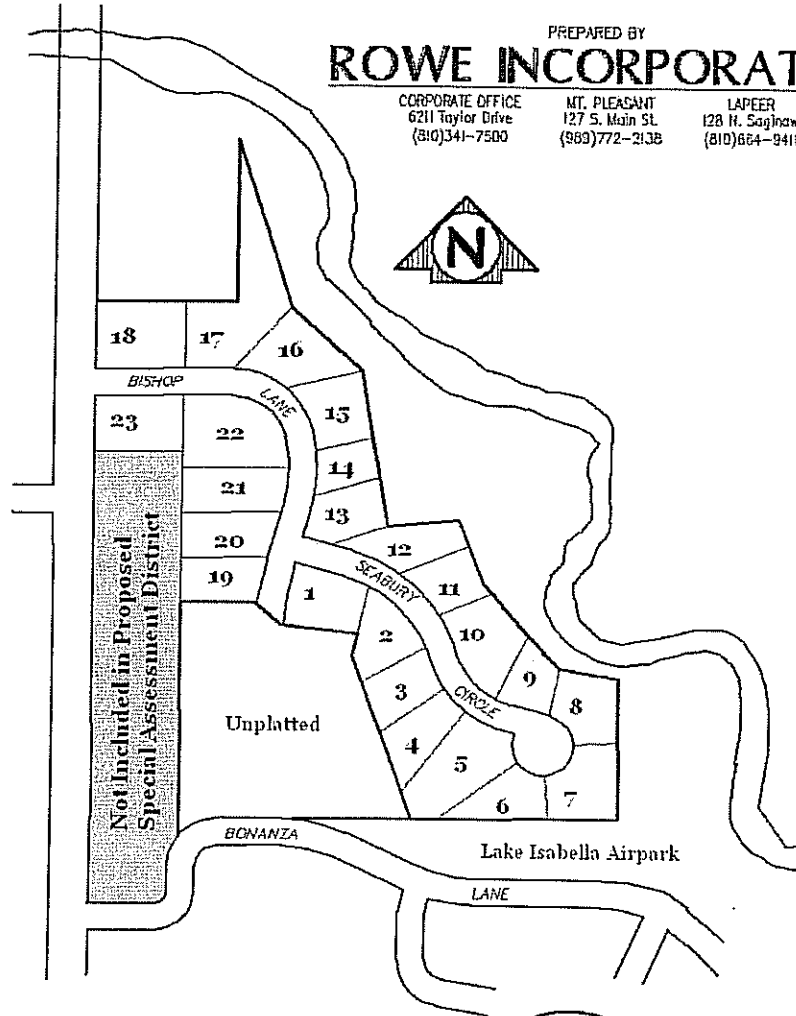 PREPARED BY
ROWE INCORPORAT
CORPORATE OFFICE
6211 Taylor Drive
(810)341-7500
MT. PLEASANT
127 S. Main St.
(989)772-2138
LAPEER
128 N. Saginaw
(810)664-941
N
18
17
16
BISHOP
LANE
23
22
15
21
14
13
20
12
19
1
SEABURY
11
2
10
3
9
8
CIRCLE
4
5
6
7
Not Included in Proposed
Special Assessment District
Unplatted
BONANZA
Lake Isabella Airpark
LANE